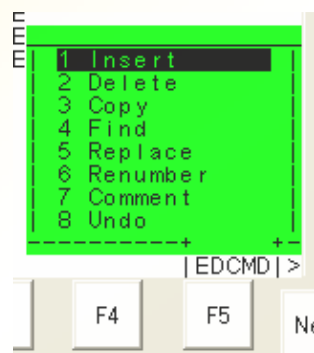 E
E
E
1 Insert
2 Delete
3 Copy
4 Find
5 Replace
6 Renumber
7 Comment
8 Undo
|EDCMD|>
F4 F5 Ne